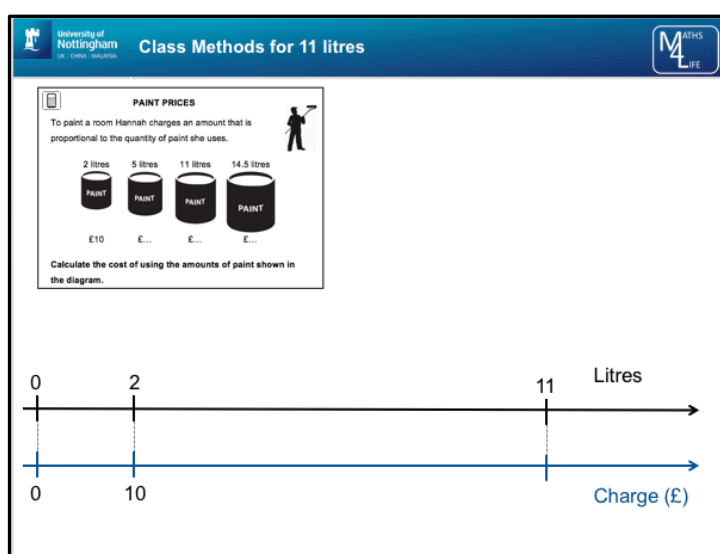 University of
Nottingham
UK | CHINA | MALAYSIA
Class Methods for 11 litres
M4LIFE
MATHS
PAINT PRICES
To paint a room Hannah charges an amount that is
proportional to the quantity of paint she uses.
2 litres 5 litres 11 litres 14.5 litres
PAINT PAINT PAINT PAINT
£10 £... £... £...
Calculate the cost of using the amounts of paint shown in
the diagram.
0 2 11 Litres
0 10 Charge (£)